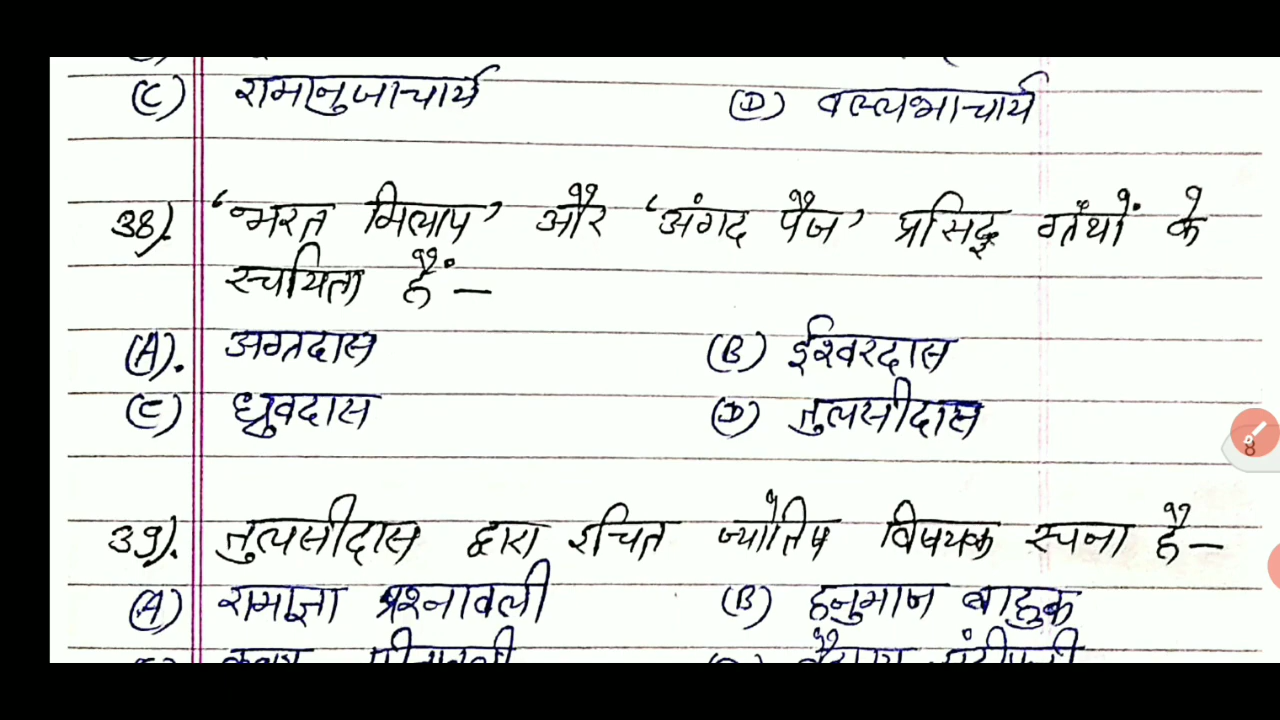 (C) रामानुजाचार्य (D) वल्लभाचार्य
38). 'भरत मिलाप' और 'अंगद पैज' प्रसिद्ध ग्रंथों के
रचयिता हैं –
(A). अग्रदास (B) ईश्वरदास
(C) ध्रुवदास (D) तुलसीदास
39). तुलसीदास द्वारा रचित ज्योतिष विषयक रचना है –
(A) रामाज्ञा प्रश्नावली (B) हनुमान बाहुक
8